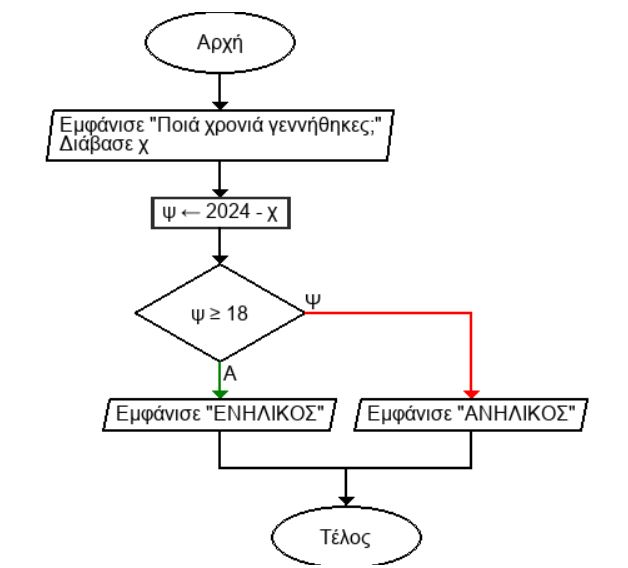 Αρχή
Εμφάνισε "Ποιά χρονιά γεννήθηκες;"
Διάβασε χ
ψ ← 2024 - χ
ψ ≥ 18
Ψ
Α
Εμφάνισε "ΕΝΗΛΙΚΟΣ"
Εμφάνισε "ΑΝΗΛΙΚΟΣ"
Τέλος